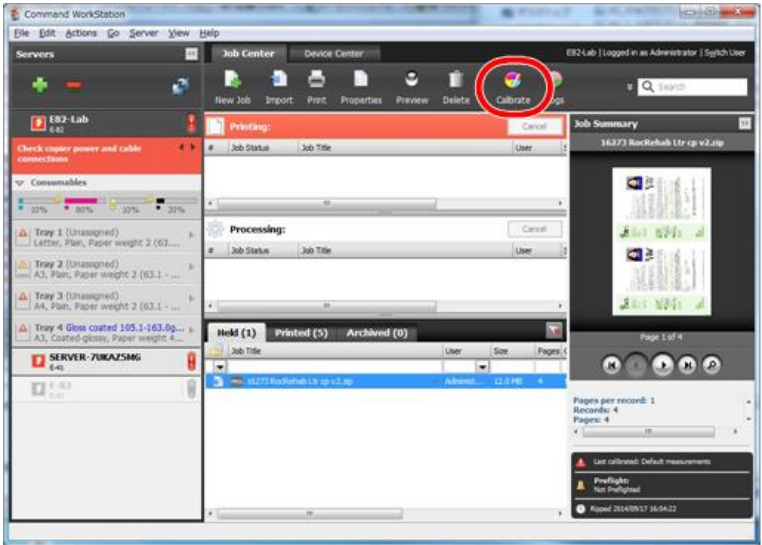 Command WorkStation
File Edit Actions Go Server View Help
Servers
E82-Lab
E-82
Check copier power and cable connections
Consumables
10% 80% 10% 20%
Tray 1 (Unassigned)
Letter, Plain, Paper weight 2 (63....
Tray 2 (Unassigned)
A3, Plain, Paper weight 2 (63.1 - ...
Tray 3 (Unassigned)
A4, Plain, Paper weight 2 (63.1 - ...
Tray 4 Gloss coated 105.1-163.0g...
A3, Coated-glossy, Paper weight 4...
SERVER-7UKAZ5MG
E-41
Job Center Device Center
E82-Lab | Logged in as Administrator | Switch User
New Job Import Print Properties Preview Delete Calibrate
Search
Printing: Cancel
# Job Status Job Title User
Processing: Cancel
# Job Status Job Title User
Held (1) Printed (5) Archived (0)
Job Title User Size Pages
16273 RocRehab Ltr cp v2.zip Administ... 12.0 MB 4
Job Summary
16273 RocRehab Ltr cp v2.zip
Page 1 of 4
Pages per record: 1
Records: 4
Pages: 4
Last calibrated: Default measurements
Preflight:
Not Preflighted
Ripped 2014/09/17 16:54:22